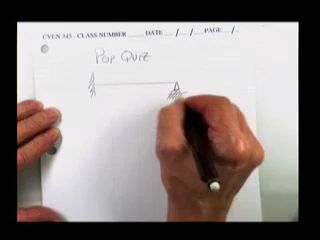 CVEN 345 - CLASS NUMBER ____ DATE __/__/__ PAGE __/__
POP QUIZ